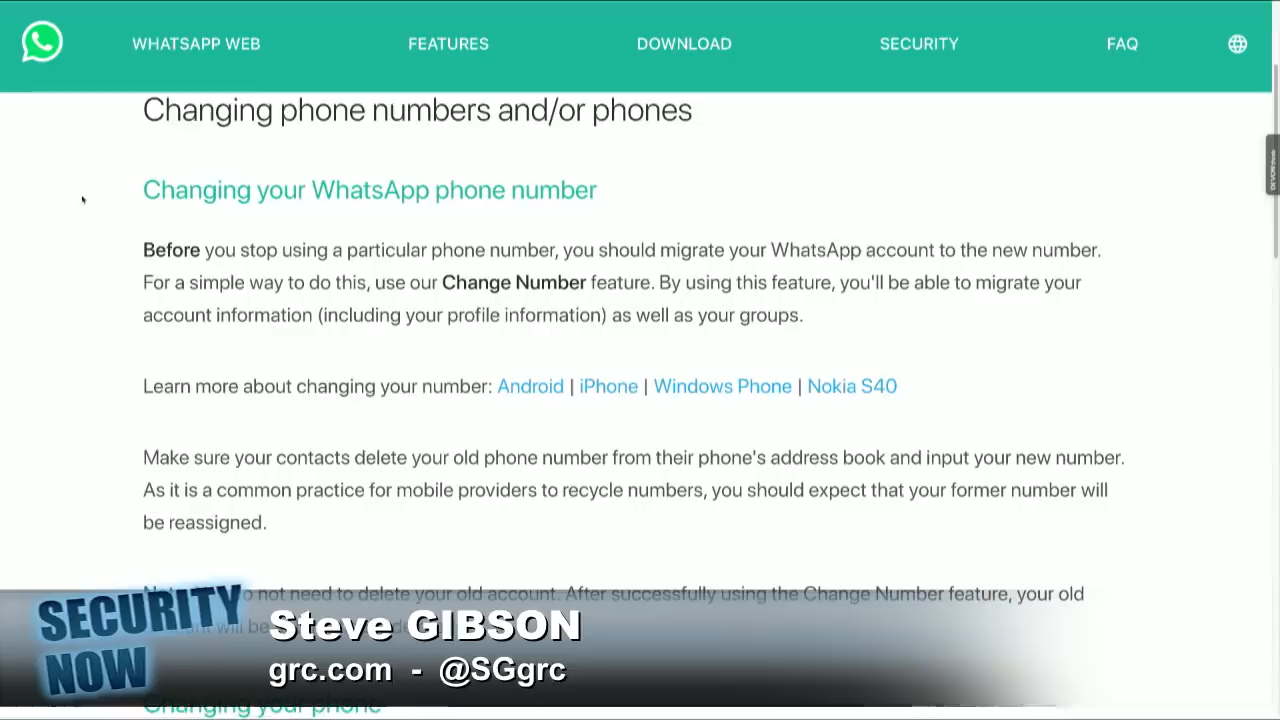 WHATSAPP WEB FEATURES DOWNLOAD SECURITY FAQ
Changing phone numbers and/or phones
Changing your WhatsApp phone number
Before you stop using a particular phone number, you should migrate your WhatsApp account to the new number.
For a simple way to do this, use our Change Number feature. By using this feature, you'll be able to migrate your
account information (including your profile information) as well as your groups.
Learn more about changing your number: Android | iPhone | Windows Phone | Nokia S40
Make sure your contacts delete your old phone number from their phone's address book and input your new number.
As it is a common practice for mobile providers to recycle numbers, you should expect that your former number will
be reassigned.
not need to delete your old account. After successfully using the Change Number feature, your old
will be
SECURITY
NOW
Steve GIBSON
grc.com - @SGgrc
Changing your phone